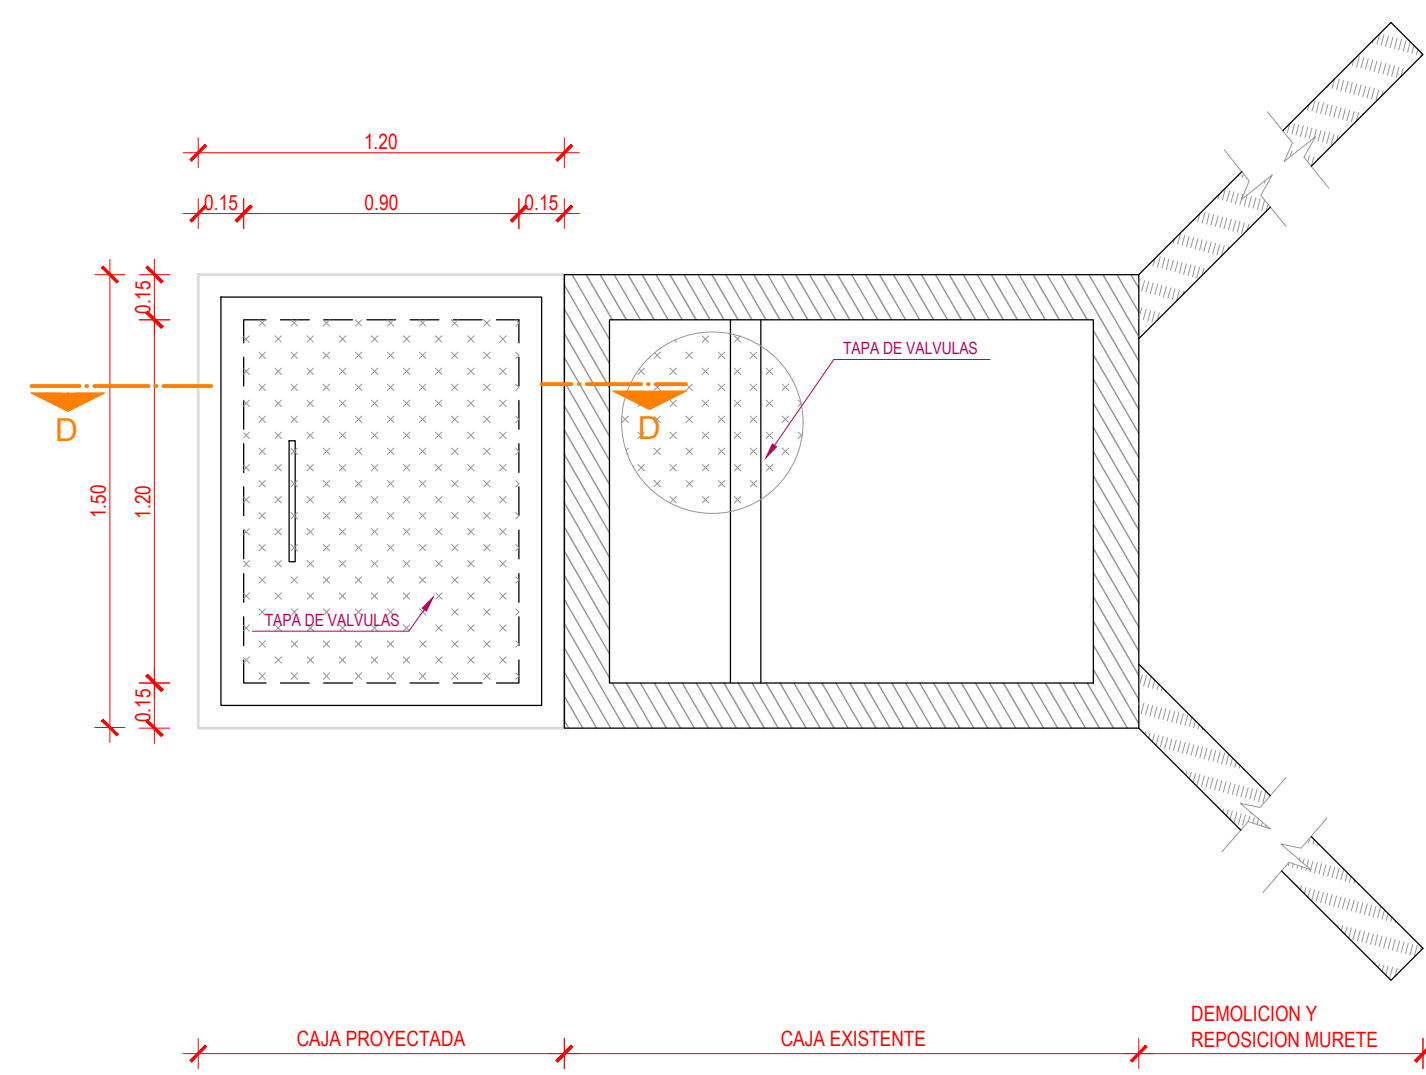 1.20
0.15
0.90
0.15
0.15
TAPA DE VALVULAS
D
D
1.50
1.20
TAPA DE VALVULAS
0.15
DEMOLICION Y
CAJA PROYECTADA
CAJA EXISTENTE
REPOSICION MURETE